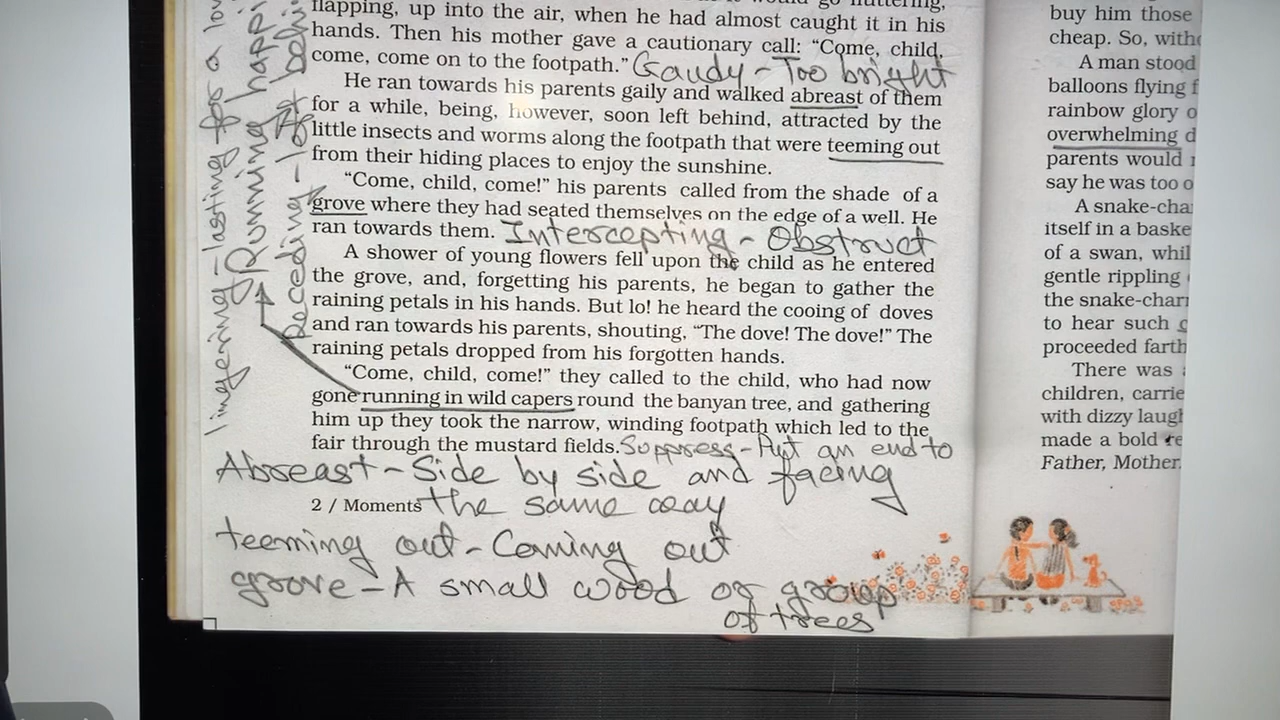 flapping, up into the air, when he had almost caught it in his
hands. Then his mother gave a cautionary call: “Come, child,
come, come on to the footpath.” Gaudy - Too bright
He ran towards his parents gaily and walked abreast of them
for a while, being, however, soon left behind, attracted by the
little insects and worms along the footpath that were teeming out
from their hiding places to enjoy the sunshine.
“Come, child, come!” his parents called from the shade of a
grove where they had seated themselves on the edge of a well. He
ran towards them. Intercepting - Obstruct
A shower of young flowers fell upon the child as he entered
the grove, and, forgetting his parents, he began to gather the
raining petals in his hands. But lo! he heard the cooing of doves
and ran towards his parents, shouting, “The dove! The dove!” The
raining petals dropped from his forgotten hands.
“Come, child, come!” they called to the child, who had now
gone running in wild capers round the banyan tree, and gathering
him up they took the narrow, winding footpath which led to the
fair through the mustard fields. Suppress - Put an end to
Abreast - Side by side and facing
the same way
2 / Moments
teeming out - Coming out
grove - A small wood or group
of trees
lingering - lasting for a
Running
Receding - left
buy him those
cheap. So,
A man stood
balloons flying
rainbow glory
overwhelming
parents would
say he was too
A snake-
itself in a
of a swan,
gentle rippling
the
to hear such
proceeded
There was
children,
with dizzy
made a bold
Father, Mother